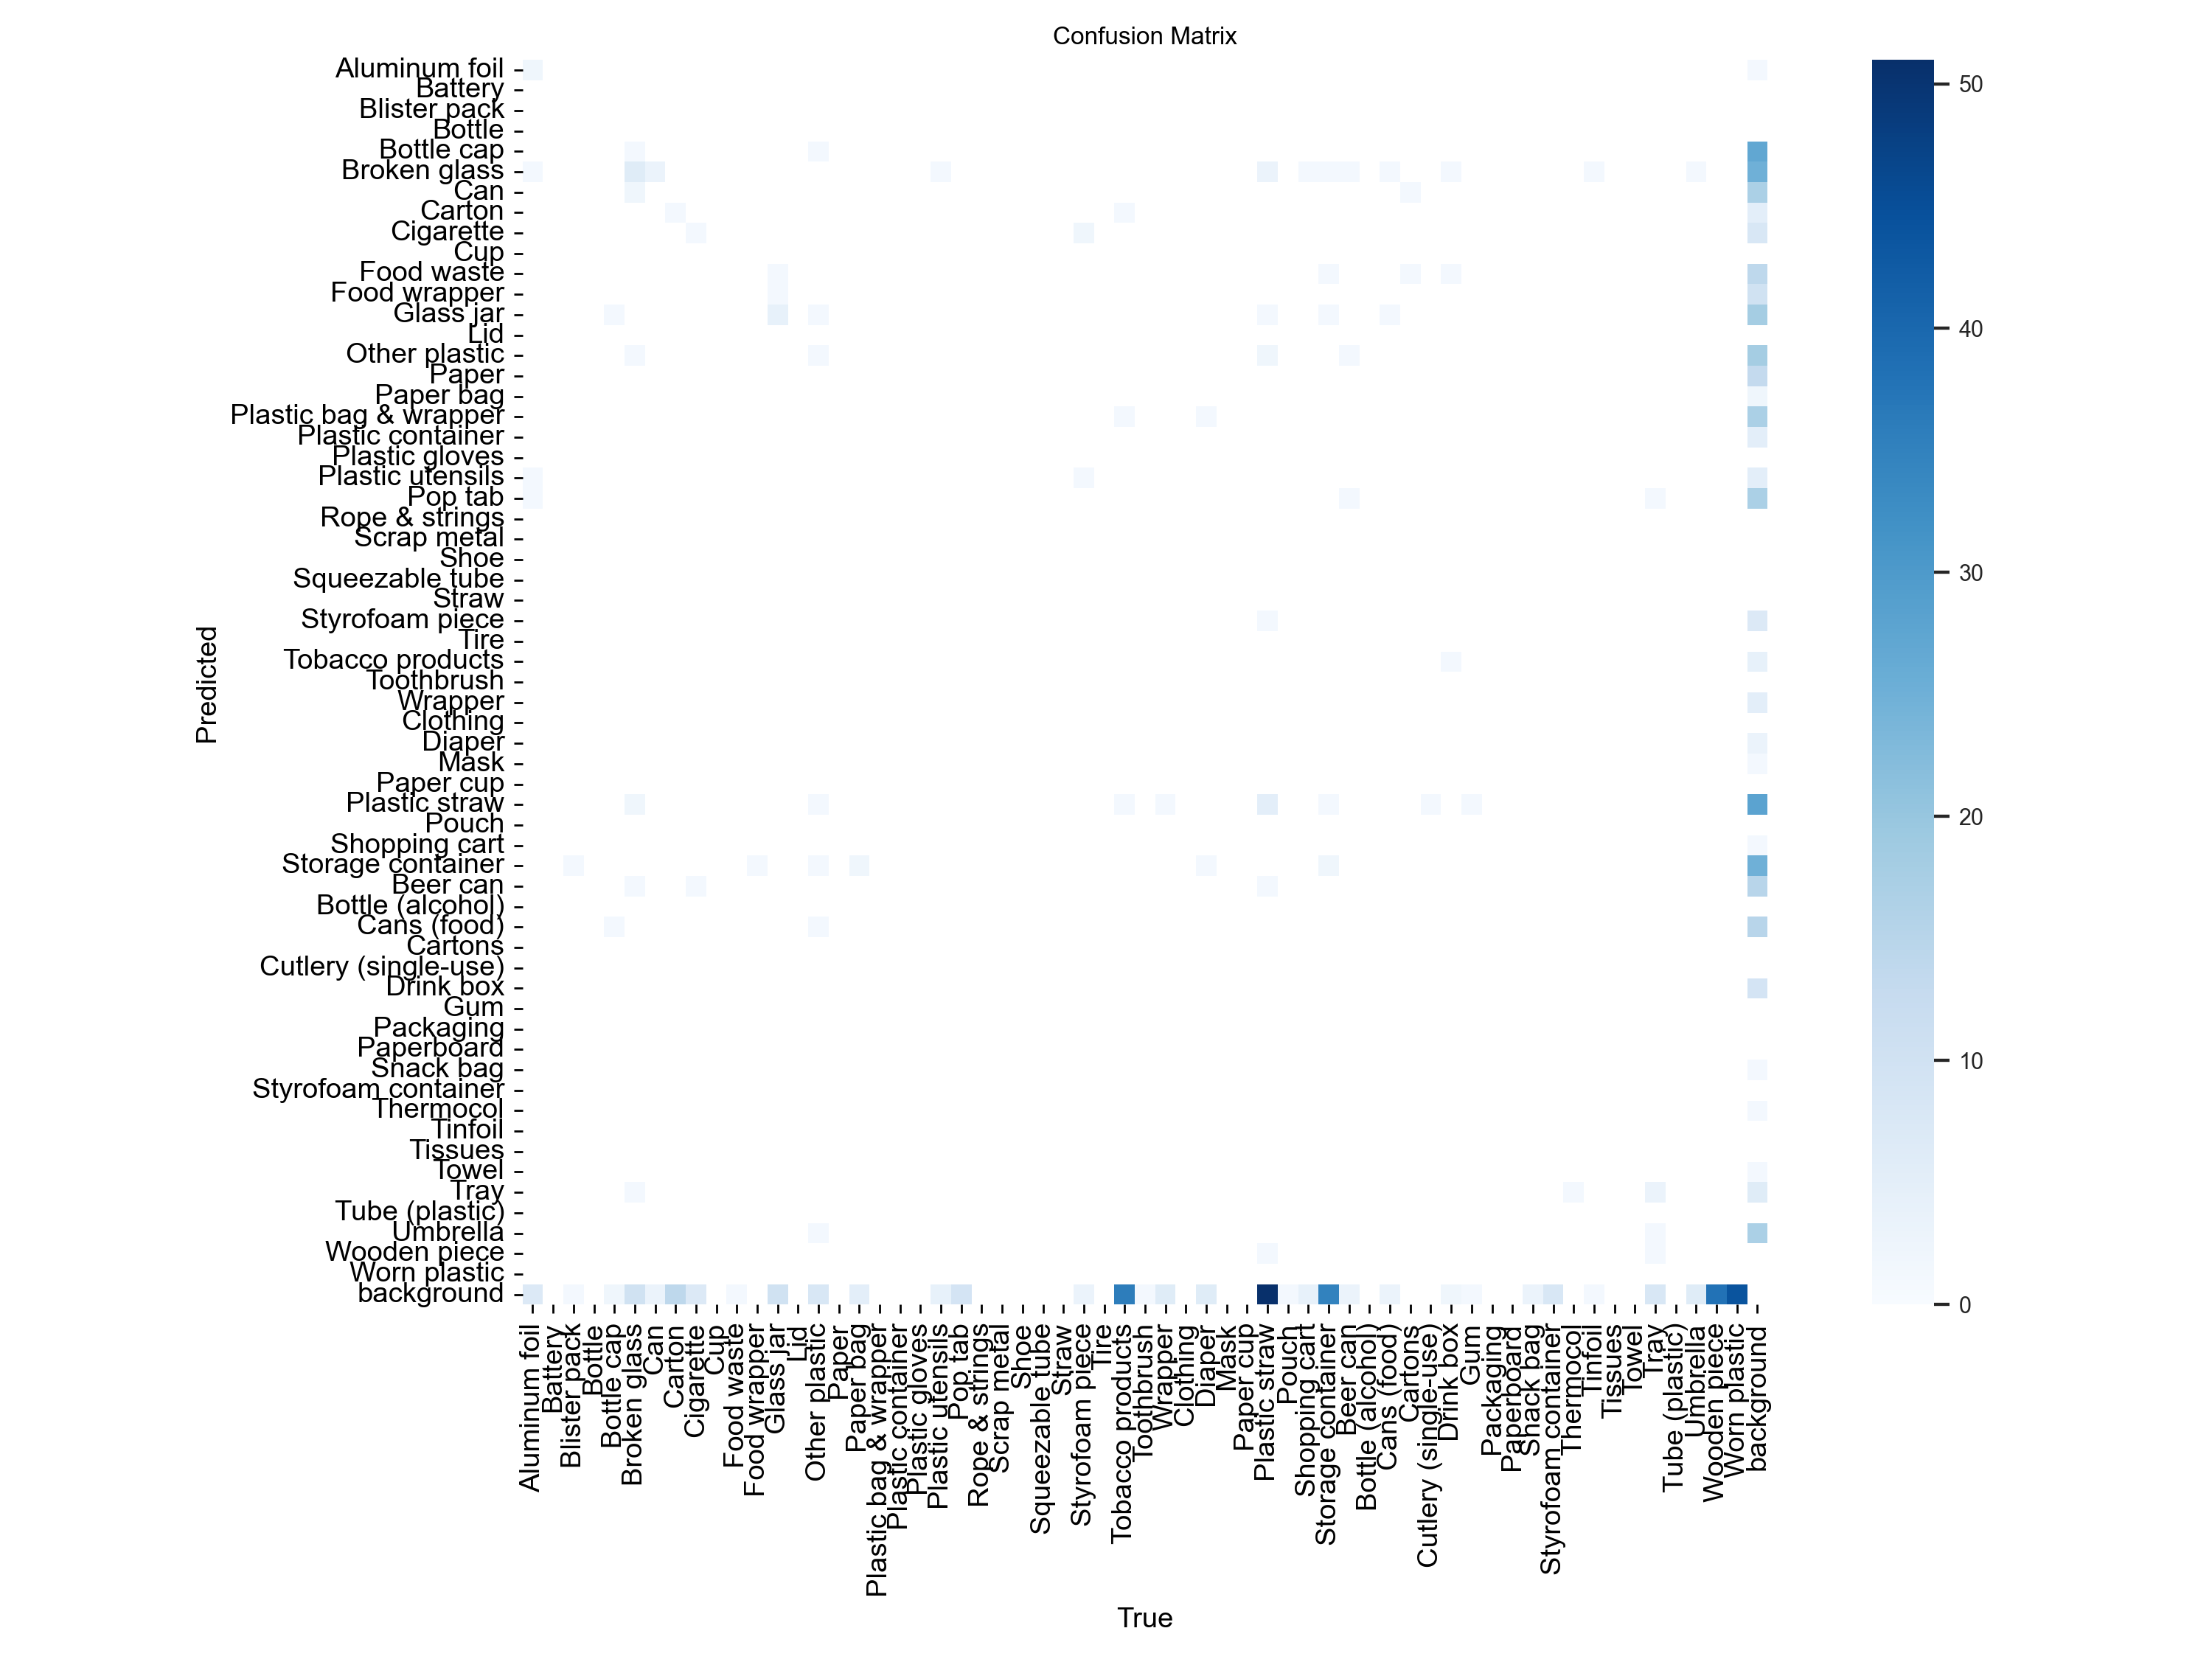 Confusion Matrix
Aluminum foil
Battery
Blister pack
Bottle
Bottle cap
Broken glass
Can
Carton
Cigarette
Cup
Food waste
Food wrapper
Glass jar
Lid
Other plastic
Paper
Paper bag
Plastic bag & wrapper
Plastic container
Plastic gloves
Plastic utensils
Pop tab
Rope & strings
Scrap metal
Shoe
Squeezable tube
Straw
Styrofoam piece
Tire
Tobacco products
Toothbrush
Wrapper
Clothing
Diaper
Mask
Paper cup
Plastic straw
Pouch
Shopping cart
Storage container
Beer can
Bottle (alcohol)
Cans (food)
Cartons
Cutlery (single-use)
Drink box
Gum
Packaging
Paperboard
Snack bag
Styrofoam container
Thermocol
Tinfoil
Tissues
Towel
Tray
Tube (plastic)
Umbrella
Wooden piece
Worn plastic
background
Predicted
Aluminum foil
Battery
Blister pack
Bottle
Bottle cap
Broken glass
Can
Carton
Cigarette
Cup
Food waste
Food wrapper
Glass jar
Lid
Other plastic
Paper
Paper bag
Plastic bag & wrapper
Plastic container
Plastic gloves
Plastic utensils
Pop tab
Rope & strings
Scrap metal
Shoe
Squeezable tube
Straw
Styrofoam piece
Tire
Tobacco products
Toothbrush
Wrapper
Clothing
Diaper
Mask
Paper cup
Plastic straw
Pouch
Shopping cart
Storage container
Beer can
Bottle (alcohol)
Cans (food)
Cartons
Cutlery (single-use)
Drink box
Gum
Packaging
Paperboard
Snack bag
Styrofoam container
Thermocol
Tinfoil
Tissues
Towel
Tray
Tube (plastic)
Umbrella
Wooden piece
Worn plastic
background
True
50
40
30
20
10
0